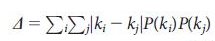 Δ = ∑ᵢ∑ⱼ|kᵢ − kⱼ|P(kᵢ)P(kⱼ)